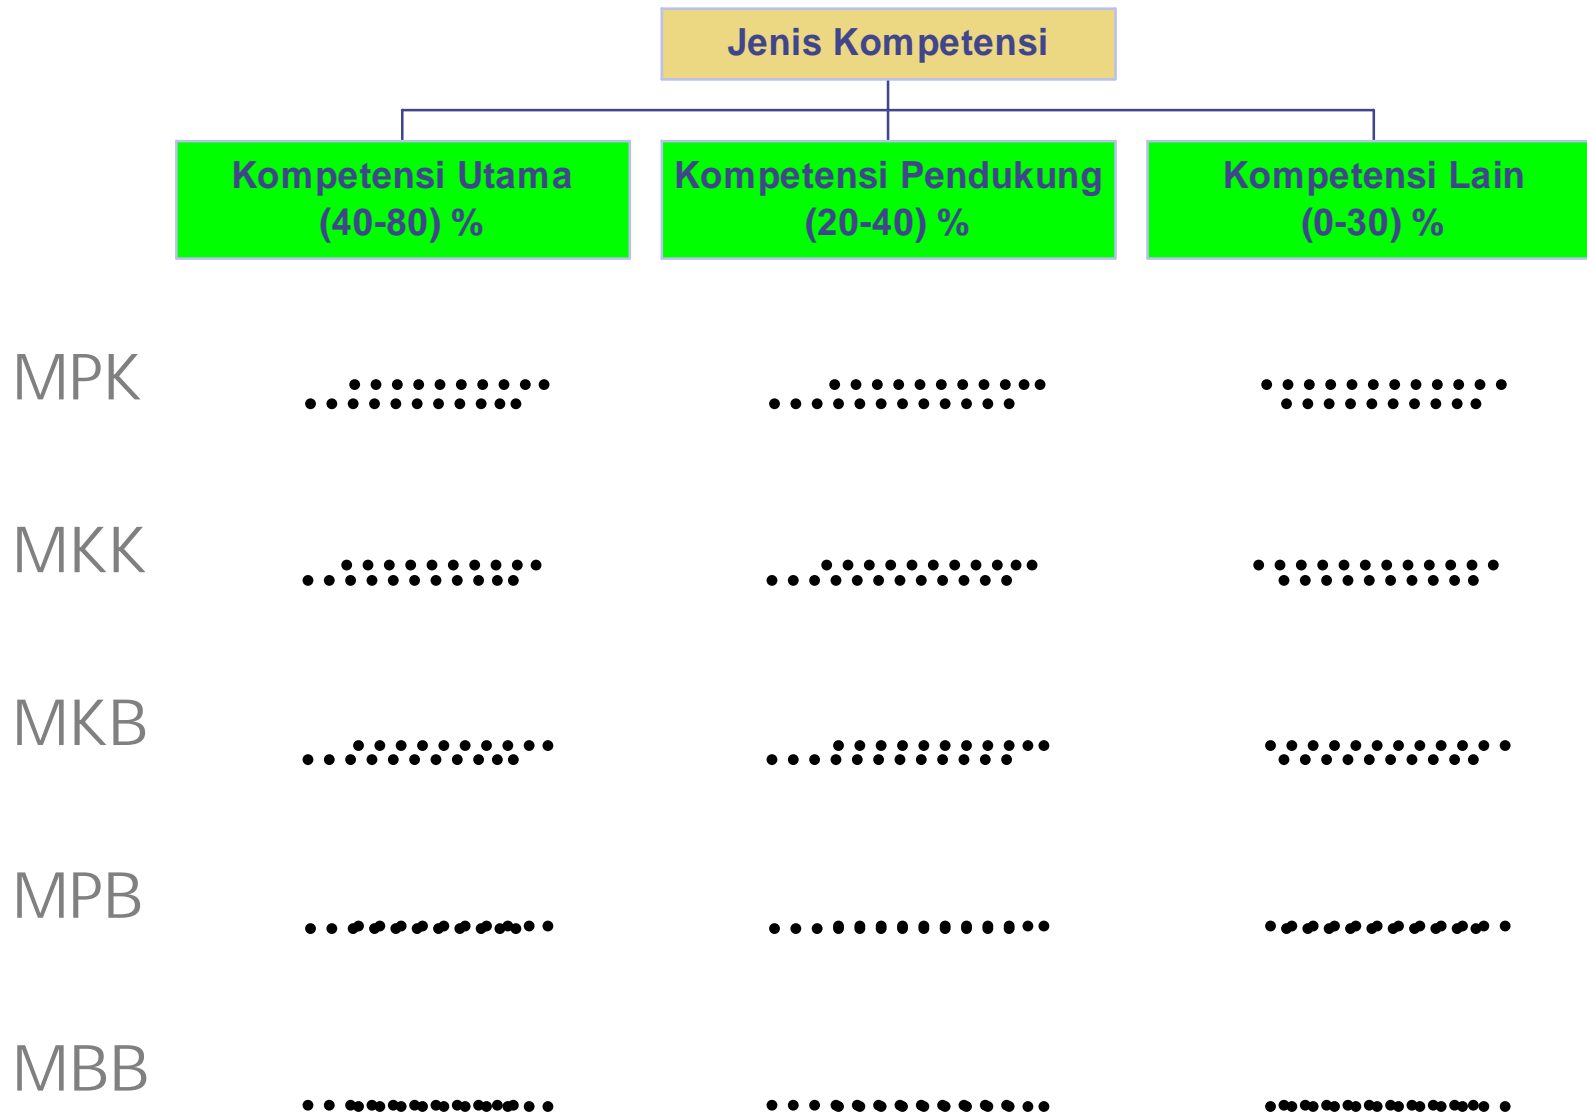 Jenis Kompetensi
Kompetensi Utama
(40-80) %
Kompetensi Pendukung
(20-40) %
Kompetensi Lain
(0-30) %
MPK
MKK
MKB
MPB
MBB